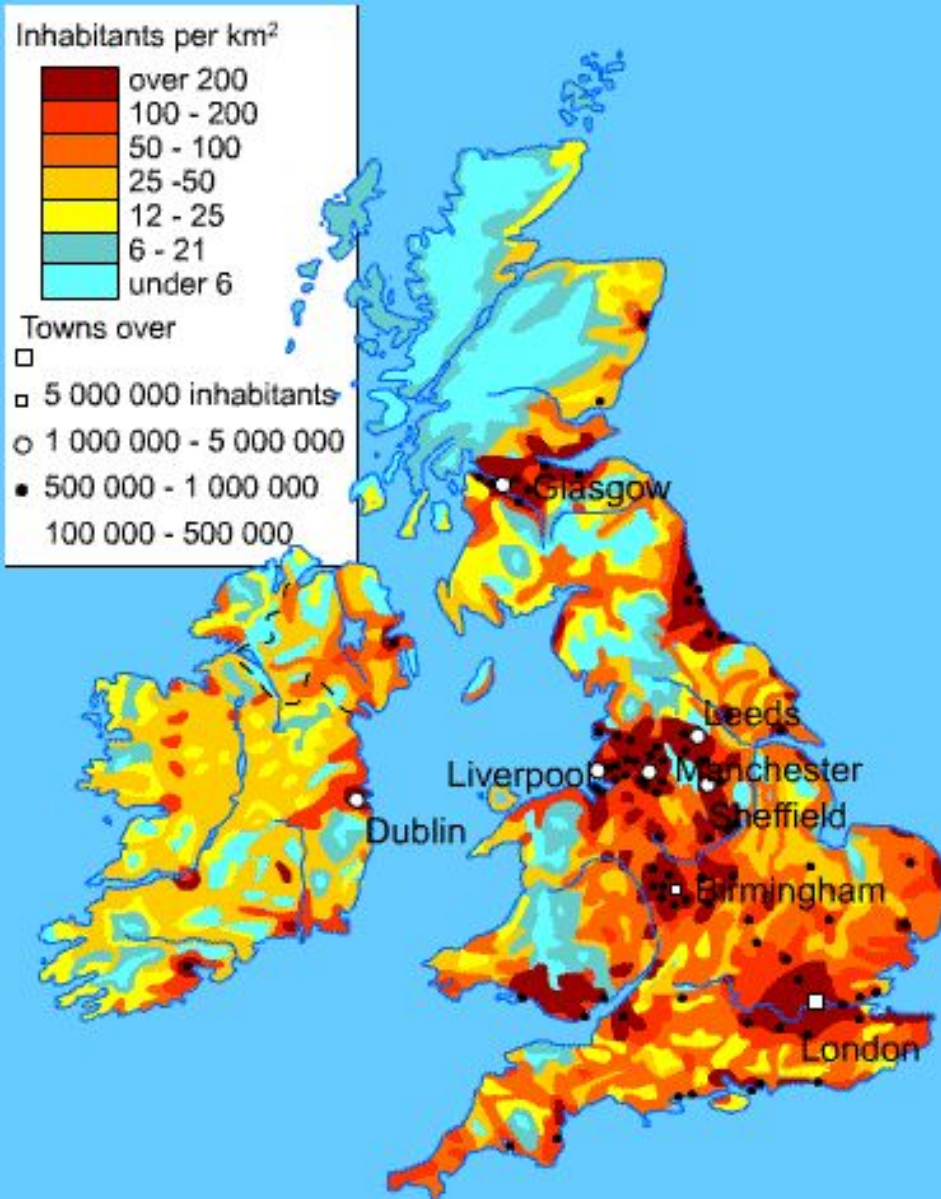 Inhabitants per km²
over 200
100 - 200
50 - 100
25 -50
12 - 25
6 - 21
under 6
Towns over
5 000 000 inhabitants
1 000 000 - 5 000 000
500 000 - 1 000 000
100 000 - 500 000
Glasgow
Leeds
Liverpool
Manchester
Sheffield
Dublin
Birmingham
London